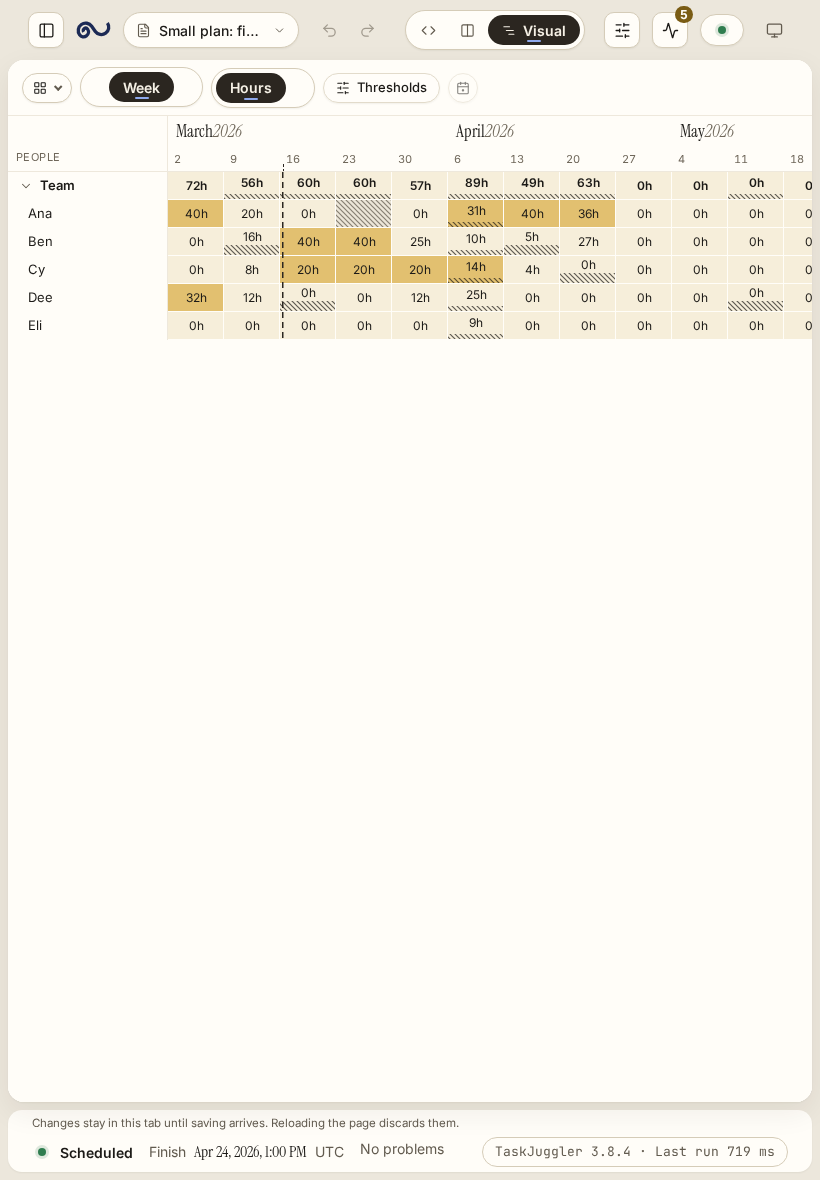 Small plan: fi...
Visual
5
Week
Hours
Thresholds
March2026 April2026 May2026
PEOPLE 2 9 16 23 30 6 13 20 27 4 11 18
Team 72h 56h 60h 60h 57h 89h 49h 63h 0h 0h 0h
Ana 40h 20h 0h 0h 31h 40h 36h 0h 0h 0h
Ben 0h 16h 40h 40h 25h 10h 5h 27h 0h 0h 0h
Cy 0h 8h 20h 20h 20h 14h 4h 0h 0h 0h 0h
Dee 32h 12h 0h 0h 12h 25h 0h 0h 0h 0h 0h
Eli 0h 0h 0h 0h 0h 9h 0h 0h 0h 0h 0h
Changes stay in this tab until saving arrives. Reloading the page discards them.
Scheduled Finish Apr 24, 2026, 1:00 PM UTC No problems TaskJuggler 3.8.4 · Last run 719 ms